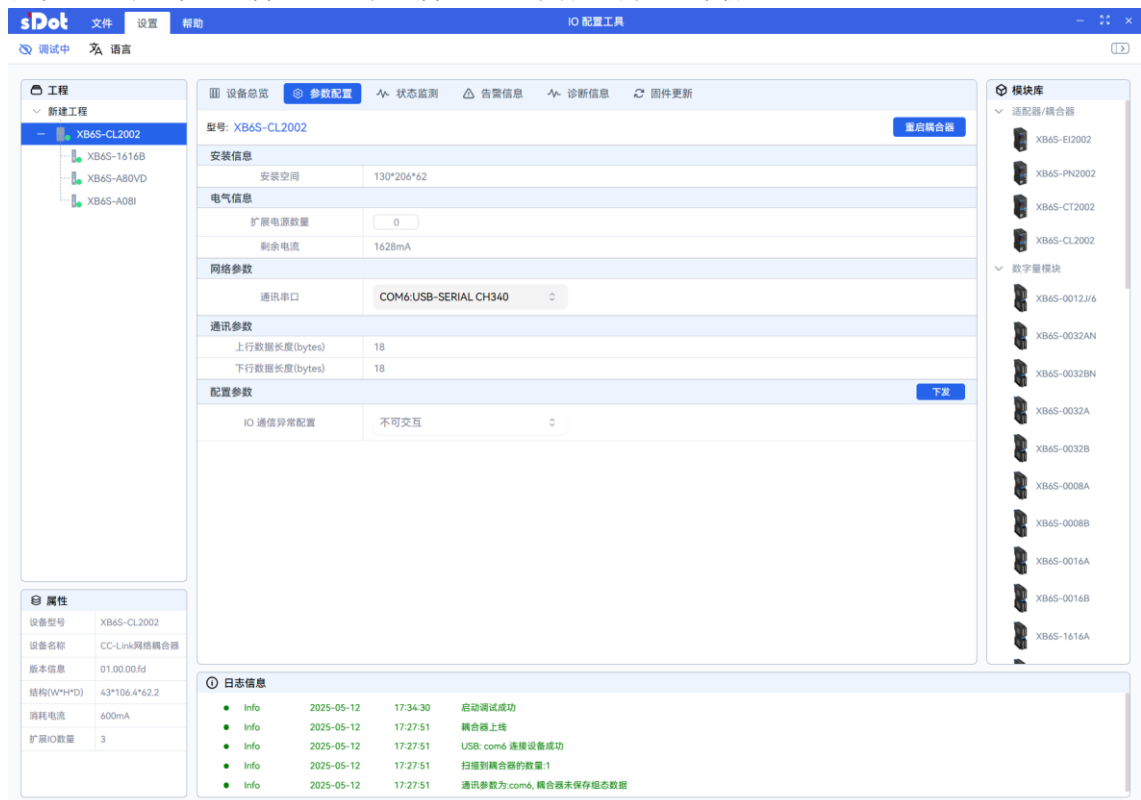 sDot 文件 设置 帮助 IO 配置工具
调试中 语言
工程
新建工程
XB6S-CL2002
XB6S-1616B
XB6S-A80VD
XB6S-A08I
属性
设备型号 XB6S-CL2002
设备名称 CC-Link网络耦合器
版本信息 01.00.00.fd
结构(W*H*D) 43*106.4*62.2
消耗电流 600mA
扩展IO数量 3
设备总览 参数配置 状态监测 告警信息 诊断信息 固件更新
型号: XB6S-CL2002 重启耦合器
安装信息
安装空间 130*206*62
电气信息
扩展电源数量 0
剩余电流 1628mA
网络参数
通讯串口 COM6:USB-SERIAL CH340
通讯参数
上行数据长度(bytes) 18
下行数据长度(bytes) 18
配置参数 下发
IO 通信异常配置 不可交互
日志信息
Info 2025-05-12 17:34:30 启动调试成功
Info 2025-05-12 17:27:51 耦合器上线
Info 2025-05-12 17:27:51 USB: com6 连接设备成功
Info 2025-05-12 17:27:51 扫描到耦合器的数量:1
Info 2025-05-12 17:27:51 通讯参数为:com6, 耦合器未保存组态数据
模块库
适配器/耦合器
XB6S-EI2002
XB6S-PN2002
XB6S-CT2002
XB6S-CL2002
数字量模块
XB6S-0012J/6
XB6S-0032AN
XB6S-0032BN
XB6S-0032A
XB6S-0032B
XB6S-0008A
XB6S-0008B
XB6S-0016A
XB6S-0016B
XB6S-1616A